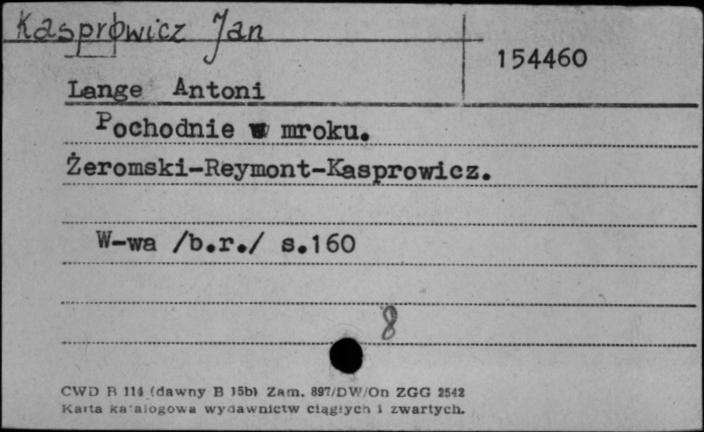 Kasprowicz Jan
154460
Lange Antoni
Pochodnie w mroku.
Żeromski-Reymont-Kasprowicz.
W-wa /b.r./ s.160
8
CWD B 114 (dawny B 15b) Zam. 897/DW/On ZGG 2542
Karta katalogowa wydawnictw ciągłych i zwartych.